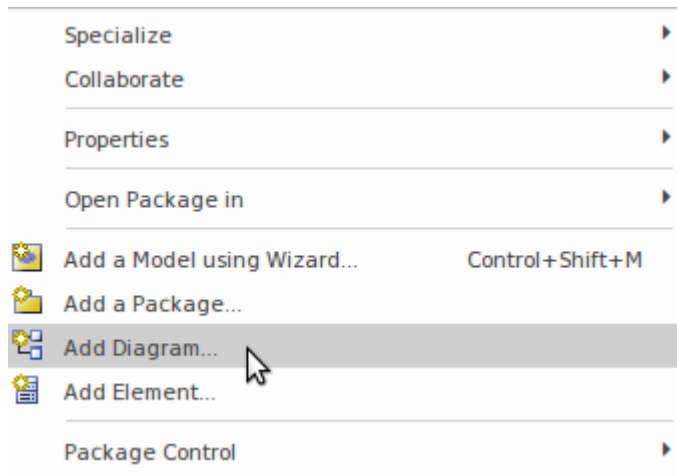 Specialize
Collaborate
Properties
Open Package in
Add a Model using Wizard... Control+Shift+M
Add a Package...
Add Diagram...
Add Element...
Package Control